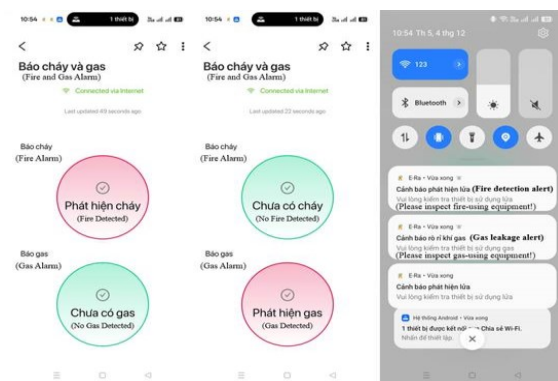 10:54
1 thiết bị
Báo cháy và gas
(Fire and Gas Alarm)
Connected via Internet
Last updated 49 seconds ago
Báo cháy
(Fire Alarm)
Phát hiện cháy
(Fire Detected)
Báo gas
(Gas Alarm)
Chưa có gas
(No Gas Detected)
10:54
1 thiết bị
Báo cháy và gas
(Fire and Gas Alarm)
Connected via Internet
Last updated 22 seconds ago
Báo cháy
(Fire Alarm)
Chưa có cháy
(No Fire Detected)
Báo gas
(Gas Alarm)
Phát hiện gas
(Gas Detected)
10:54 Th 5, 4 thg 12
123
Bluetooth
E-Ra • Vừa xong
Cảnh báo phát hiện lửa (Fire detection alert)
Vui lòng kiểm tra thiết bị sử dụng lửa
(Please inspect fire-using equipment!)
E-Ra • Vừa xong
Cảnh báo rò rỉ khí gas (Gas leakage alert)
Vui lòng kiểm tra thiết bị sử dụng gas
(Please inspect gas-using equipment!)
E-Ra • Vừa xong
Cảnh báo phát hiện lửa
Vui lòng kiểm tra thiết bị sử dụng lửa
Hệ thống Android • Vừa xong
1 thiết bị được kết nối Chia sẻ Wi-Fi.
Nhấn để thiết lập.